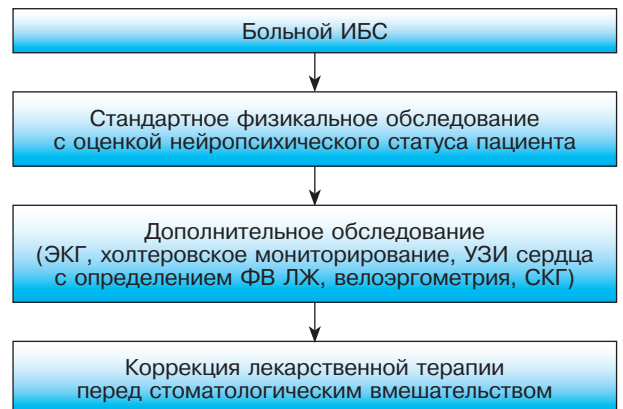 Больной ИБС
Стандартное физикальное обследование
с оценкой нейропсихического статуса пациента
Дополнительное обследование
(ЭКГ, холтеровское мониторирование, УЗИ сердца
с определением ФВ ЛЖ, велоэргометрия, СКГ)
Коррекция лекарственной терапии
перед стоматологическим вмешательством